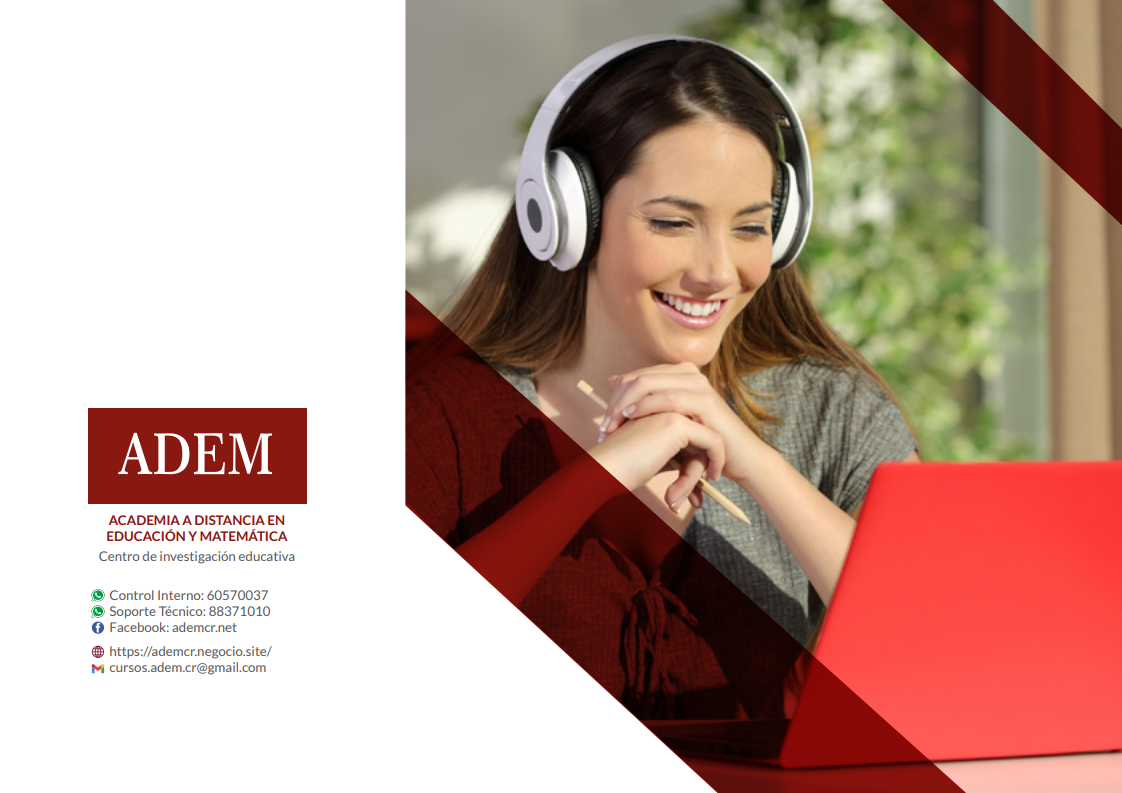 ADEM
ACADEMIA A DISTANCIA EN
EDUCACIÓN Y MATEMÁTICA
Centro de investigación educativa
Control Interno: 60570037
Soporte Técnico: 88371010
Facebook: ademcr.net
https://ademcr.negocio.site/
cursos.adem.cr@gmail.com